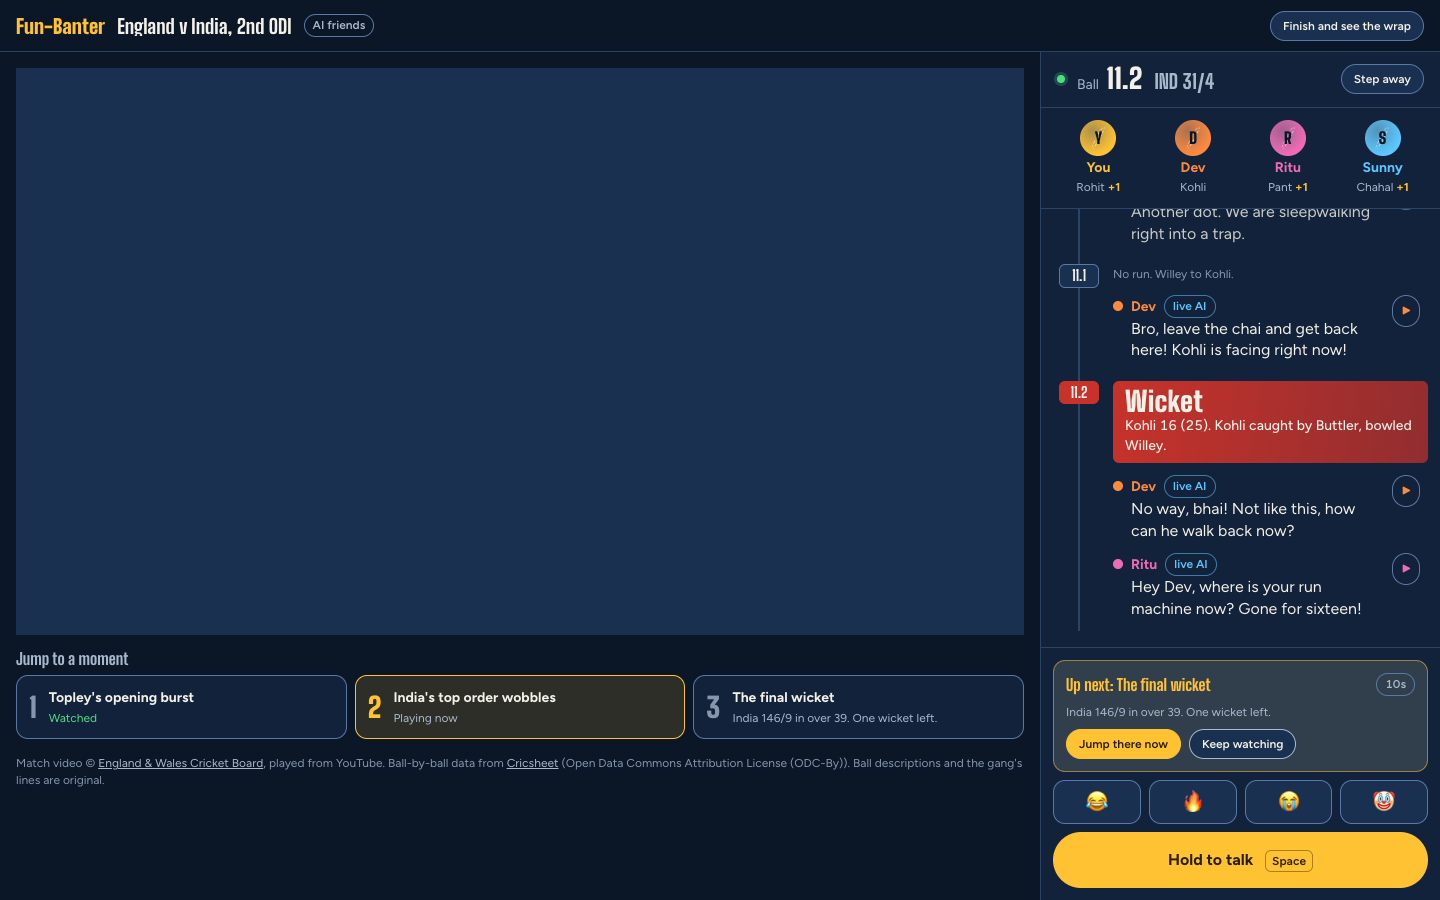 Fun-Banter England v India, 2nd ODI AI friends
Finish and see the wrap
Jump to a moment
1 Topley's opening burst
Watched
2 India's top order wobbles
Playing now
3 The final wicket
India 146/9 in over 39. One wicket left.
Match video © England & Wales Cricket Board, played from YouTube. Ball-by-ball data from Cricsheet (Open Data Commons Attribution License (ODC-By)). Ball descriptions and the gang's
lines are original.
Ball 11.2 IND 31/4
Step away
Y D R S
You Dev Ritu Sunny
Rohit +1 Kohli Pant +1 Chahal +1
Another dot. We are sleepwalking
right into a trap.
11.1 No run. Willey to Kohli.
Dev live AI
Bro, leave the chai and get back
here! Kohli is facing right now!
11.2 Wicket
Kohli 16 (25). Kohli caught by Buttler, bowled
Willey.
Dev live AI
No way, bhai! Not like this, how
can he walk back now?
Ritu live AI
Hey Dev, where is your run
machine now? Gone for sixteen!
Up next: The final wicket 10s
India 146/9 in over 39. One wicket left.
Jump there now Keep watching
Hold to talk Space